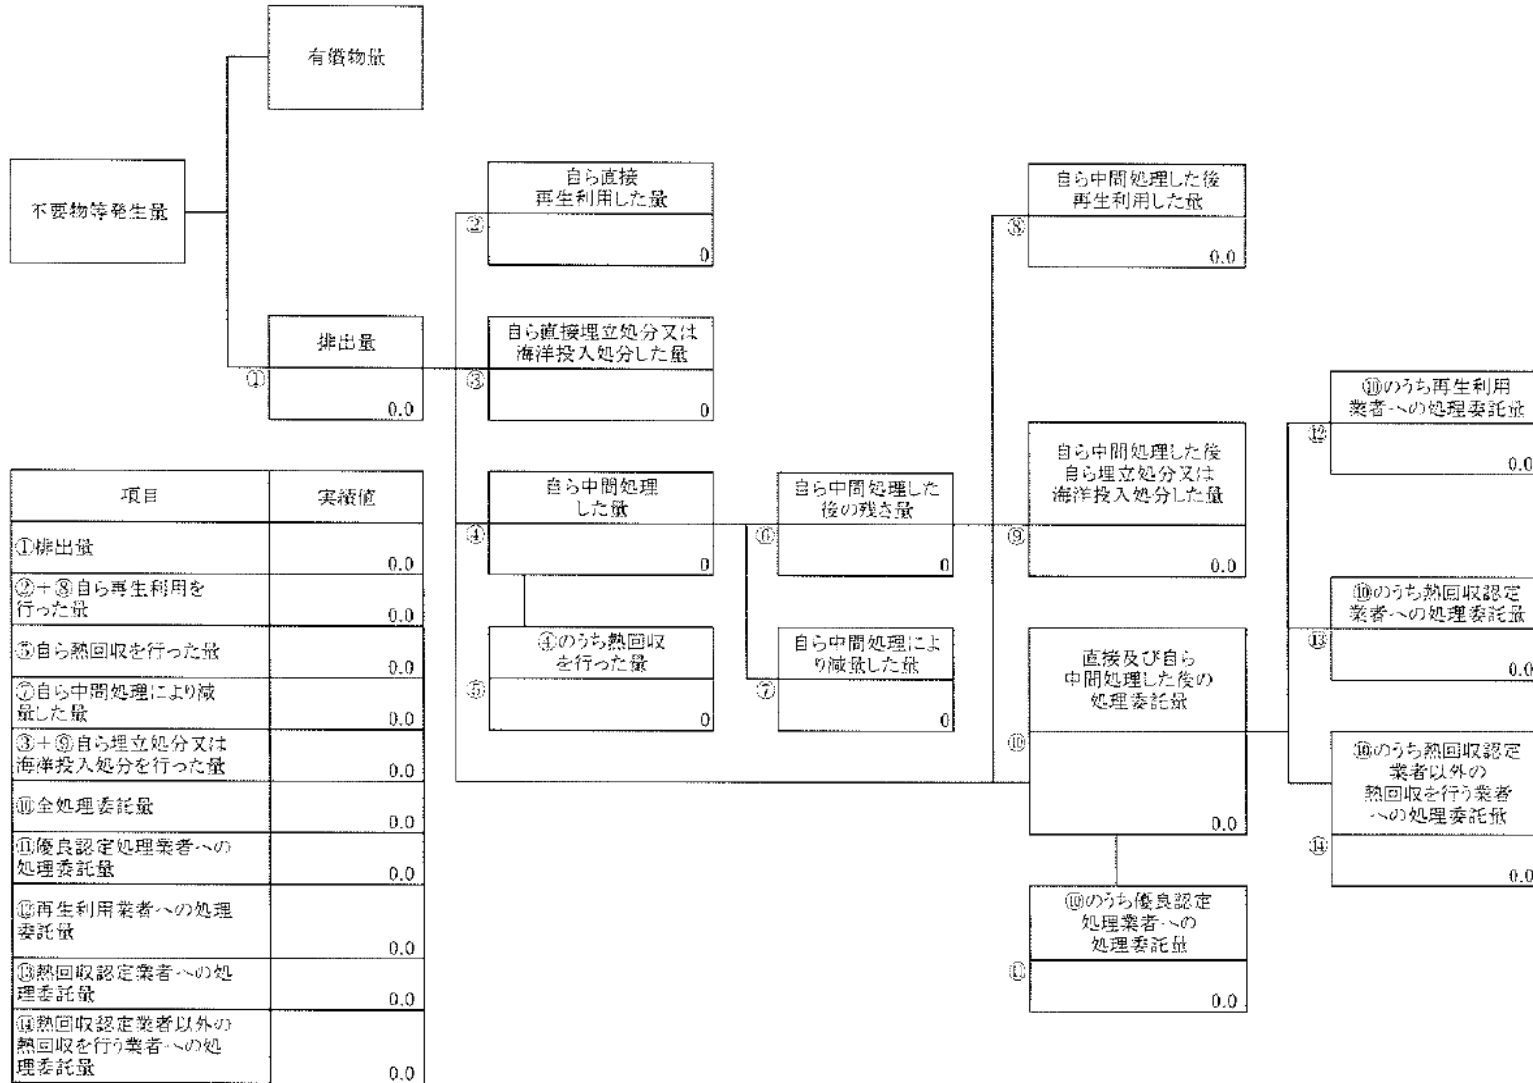 有償物量
不要物等発生量
自ら直接
再生利用した量
②
0
自ら中間処理した後
再生利用した量
⑧
0.0
排出量
①
0.0
自ら直接埋立処分又は
海洋投入処分した量
③
0
⑩のうち再生利用
業者への処理委託量
⑫
0.0
自ら中間処理
した量
④
0
自ら中間処理した
後の残さ量
⑥
0
自ら中間処理した後
自ら埋立処分又は
海洋投入処分した量
⑨
0.0
⑩のうち熱回収認定
業者への処理委託量
⑬
0.0
④のうち熱回収
を行った量
⑤
0
自ら中間処理によ
り減量した量
⑦
0
直接及び自ら
中間処理した後の
処理委託量
⑩
0.0
⑩のうち熱回収認定
業者以外の
熱回収を行う業者
への処理委託量
⑭
0.0
⑩のうち優良認定
処理業者への
処理委託量
⑪
0.0
項目
実績値
①排出量
0.0
②+⑧自ら再生利用を
行った量
0.0
⑤自ら熱回収を行った量
0.0
⑦自ら中間処理により減
量した量
0.0
③+⑨自ら埋立処分又は
海洋投入処分を行った量
0.0
⑩全処理委託量
0.0
⑪優良認定処理業者への
処理委託量
0.0
⑫再生利用業者への処理
委託量
0.0
⑬熱回収認定業者への処
理委託量
0.0
⑭熱回収認定業者以外の
熱回収を行う業者への処
理委託量
0.0